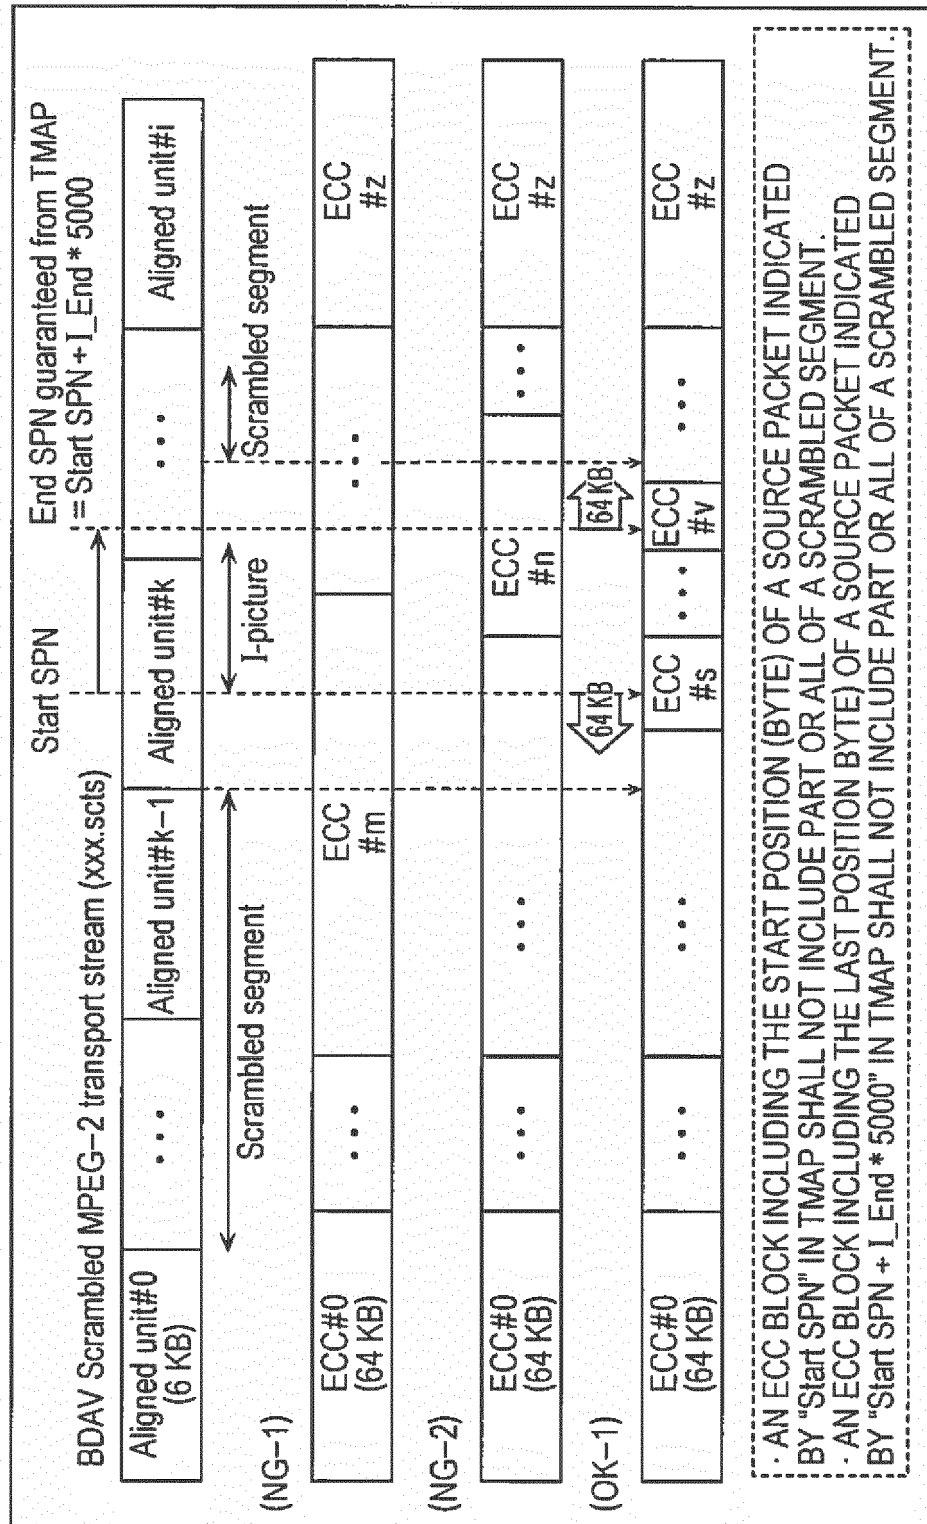 BDAV Scrambled MPEG-2 transport stream (xxx.scts)
Start SPN
End SPN guaranteed from TMAP
= Start SPN + I_End * 5000
Aligned unit#0
(6 KB)
• • •
Aligned unit#k-1
Aligned unit#k
• • •
Aligned unit#i
Scrambled segment
I-picture
Scrambled segment
(NG-1)
ECC#0
(64 KB)
• • •
ECC
#m
• • •
ECC
#z
(NG-2)
ECC#0
(64 KB)
• • •
• • •
ECC
#n
• • •
ECC
#z
64 KB
64 KB
(OK-1)
ECC#0
(64 KB)
• • •
• • •
ECC
#s
• • •
ECC
#v
• • •
ECC
#z
· AN ECC BLOCK INCLUDING THE START POSITION (BYTE) OF A SOURCE PACKET INDICATED
BY "Start SPN" IN TMAP SHALL NOT INCLUDE PART OR ALL OF A SCRAMBLED SEGMENT.
· AN ECC BLOCK INCLUDING THE LAST POSITION BYTE) OF A SOURCE PACKET INDICATED
BY "Start SPN + I_End * 5000" IN TMAP SHALL NOT INCLUDE PART OR ALL OF A SCRAMBLED SEGMENT.